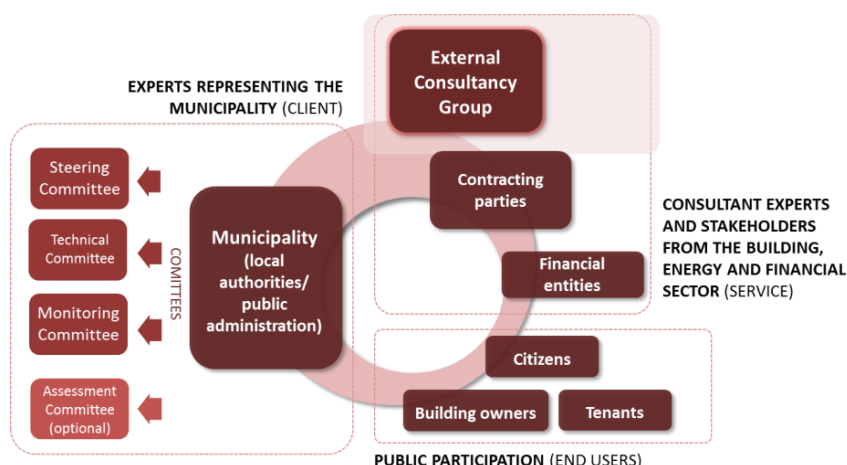 EXPERTS REPRESENTING THE
MUNICIPALITY (CLIENT)
Steering
Committee
Technical
Committee
Monitoring
Committee
Assessment
Committee
(optional)
COMITTEES
Municipality
(local
authorities/
public
administration)
External
Consultancy
Group
Contracting
parties
Financial
entities
CONSULTANT EXPERTS
AND STAKEHOLDERS
FROM THE BUILDING,
ENERGY AND FINANCIAL
SECTOR (SERVICE)
Citizens
Building owners
Tenants
PUBLIC PARTICIPATION (END USERS)